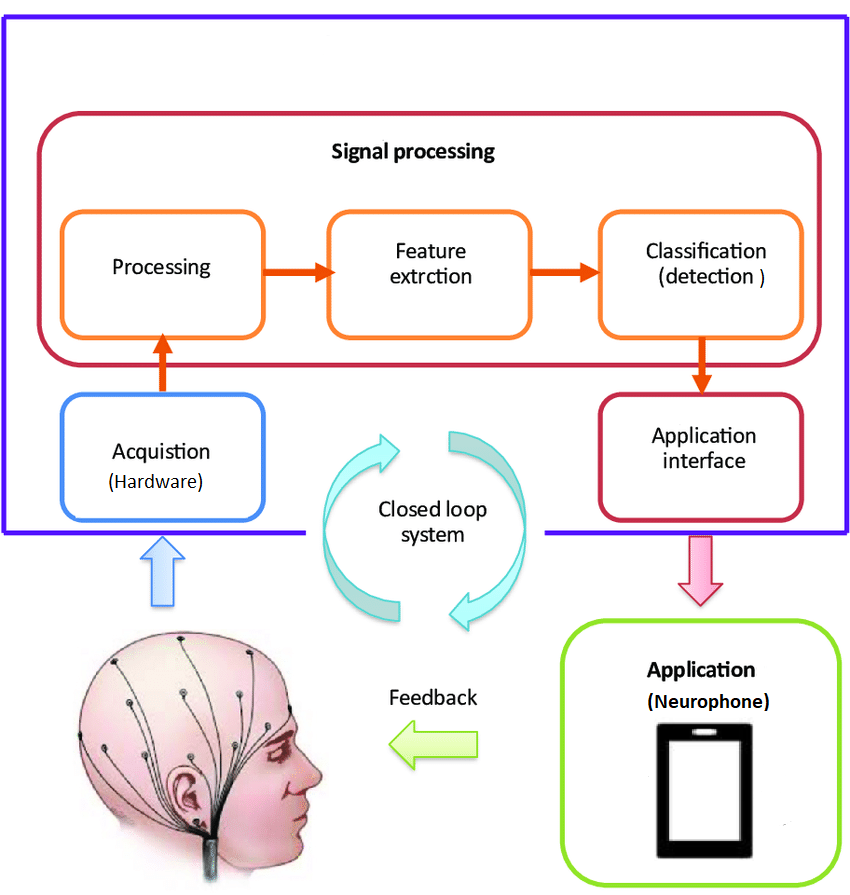 Signal processing
Processing
Feature
extrction
Classification
(detection )
Acquistion
(Hardware)
Closed loop
system
Application
interface
Feedback
Application
(Neurophone)